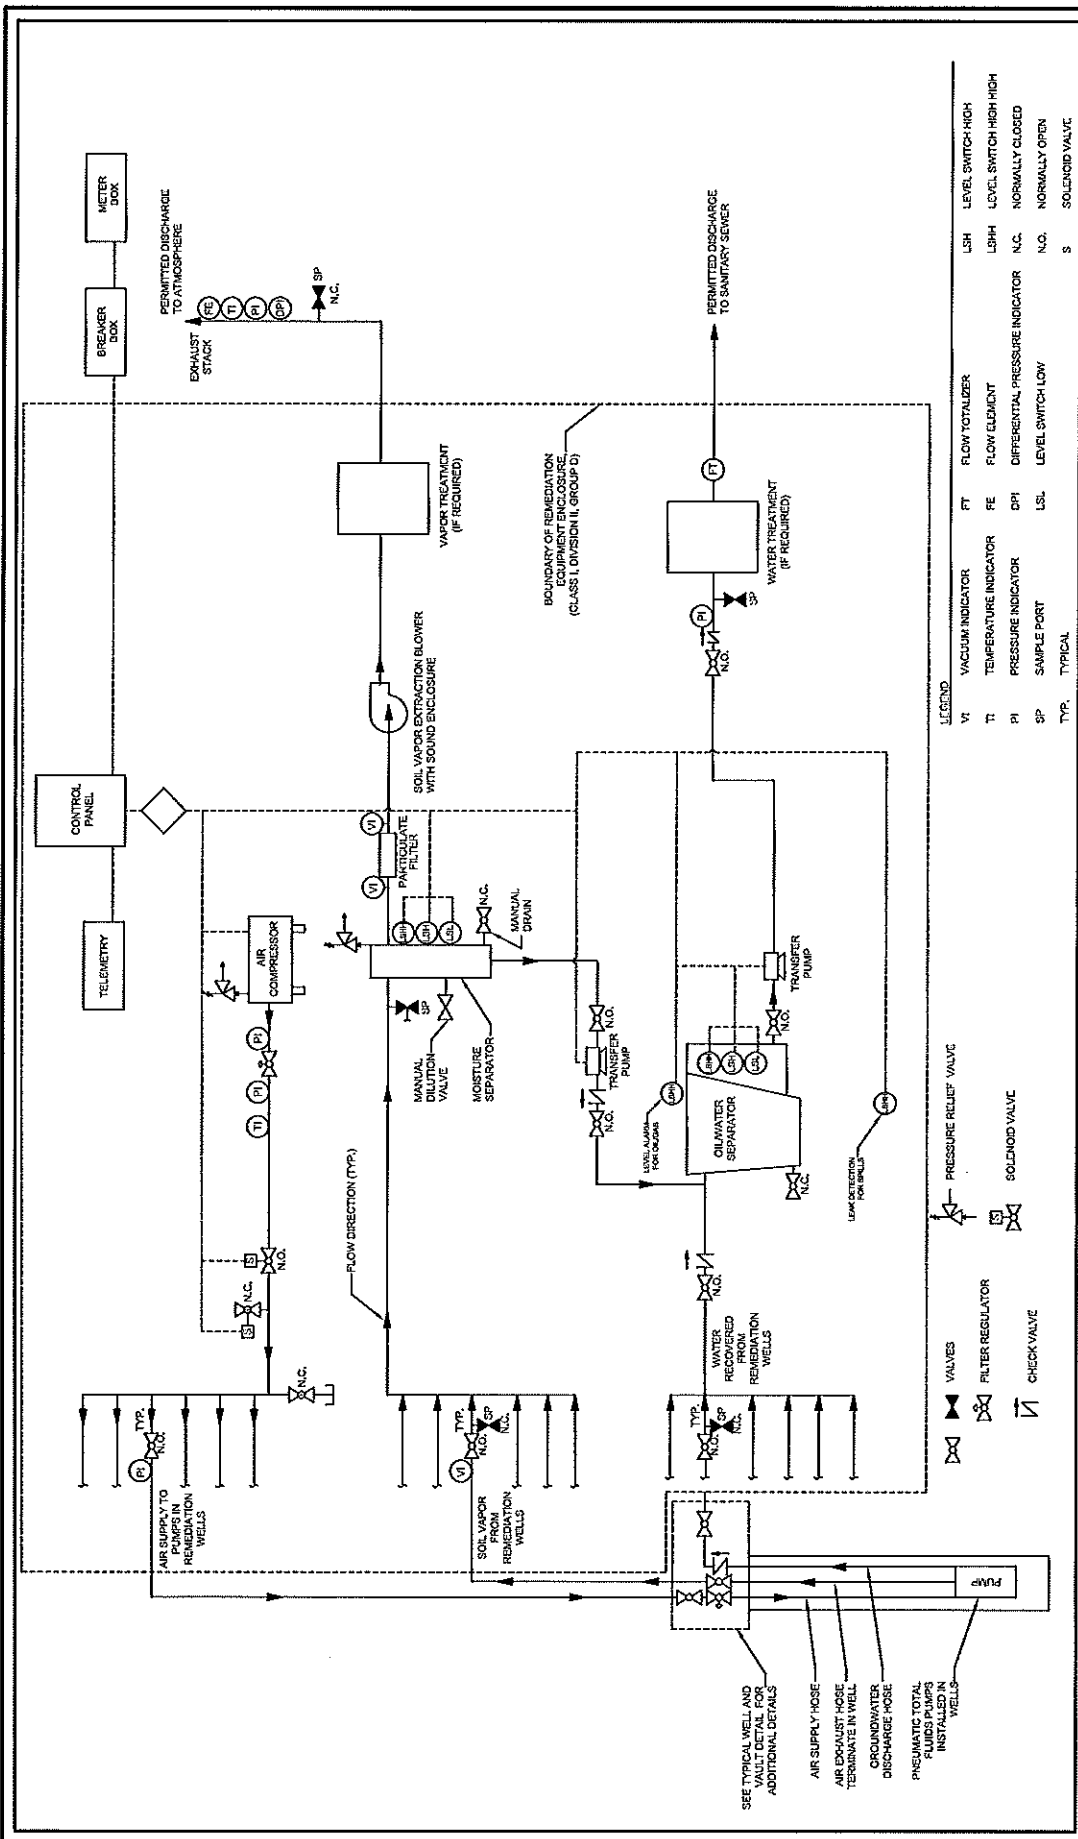 TELEMETRY
CONTROL
PANEL
BREAKER
BOX
METER
BOX
PERMITTED DISCHARGE
TO ATMOSPHERE
EXHAUST
STACK
FE
TI
PI
DPI
SP
N.C.
AIR
COMPRESSOR
PI
PI
TI
S
N.O.
N.C.
S
N.C.
TYP.
N.O.
PI
AIR SUPPLY TO
PUMPS IN
REMEDIATION
WELLS
FLOW DIRECTION (TYP.)
SP
MANUAL
DILUTION
VALVE
MOISTURE
SEPARATOR
LSHH
LSH
LSL
N.C.
MANUAL
DRAIN
VI
VI
PARTICULATE
FILTER
SOIL VAPOR EXTRACTION BLOWER
WITH SOUND ENCLOSURE
VAPOR TREATMENT
(IF REQUIRED)
BOUNDARY OF REMEDIATION
EQUIPMENT ENCLOSURE
(CLASS I, DIVISION II, GROUP D)
TYP.
SP
N.C.
N.O.
VI
SOIL VAPOR
FROM
REMEDIATION
WELLS
N.O.
TRANSFER
PUMP
N.O.
LEVEL ALARM
FOR OIL/GAS
LSHH
OIL/WATER
SEPARATOR
LSHH
LSH
LSL
N.C.
N.O.
TRANSFER
PUMP
LEAK DETECTION
FOR SPILLS
LSHH
N.O.
PI
SP
WATER TREATMENT
(IF REQUIRED)
FT
PERMITTED DISCHARGE
TO SANITARY SEWER
WATER
RECOVERED
FROM
REMEDIATION
WELLS
N.O.
TYP.
SP
N.C.
N.O.
SEE TYPICAL WELL AND
VAULT DETAIL FOR
ADDITIONAL DETAILS
AIR SUPPLY HOSE
AIR EXHAUST HOSE
TERMINATE IN WELL
GROUNDWATER
DISCHARGE HOSE
PNEUMATIC TOTAL
FLUIDS PUMPS
INSTALLED IN
WELLS
PUMP
VALVES
FILTER REGULATOR
CHECK VALVE
PRESSURE RELIEF VALVE
S
SOLENOID VALVE
LEGEND
VI VACUUM INDICATOR FT FLOW TOTALIZER LSH LEVEL SWITCH HIGH
TI TEMPERATURE INDICATOR FE FLOW ELEMENT LSHH LEVEL SWITCH HIGH HIGH
PI PRESSURE INDICATOR DPI DIFFERENTIAL PRESSURE INDICATOR N.C. NORMALLY CLOSED
SP SAMPLE PORT LSL LEVEL SWITCH LOW N.O. NORMALLY OPEN
TYP. TYPICAL S SOLENOID VALVE